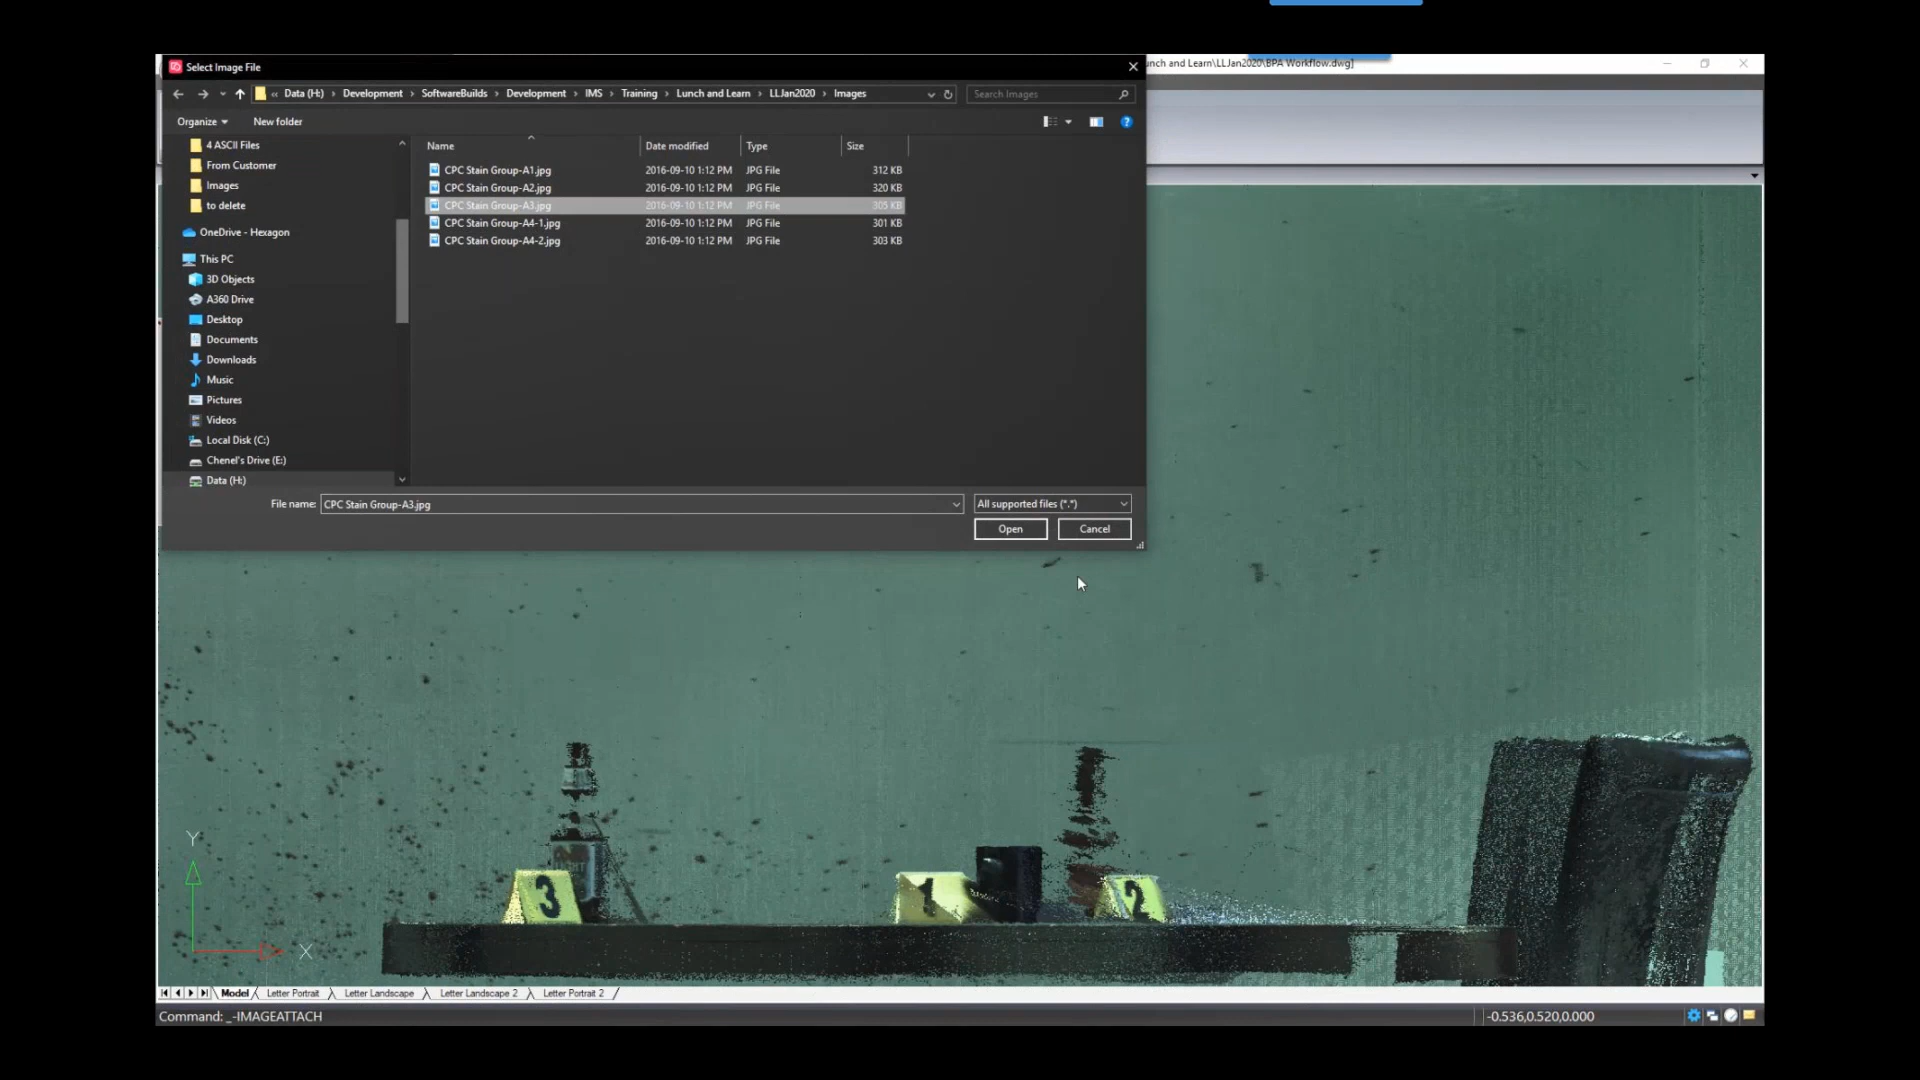 Select Image File
unch and Learn\LLJan2020\BPA Workflow.dwg]
« Data (H:) › Development › SoftwareBuilds › Development › IMS › Training › Lunch and Learn › LLJan2020 › Images
Search Images
Organize
New folder
4 ASCII Files
From Customer
Images
to delete
OneDrive - Hexagon
This PC
3D Objects
A360 Drive
Desktop
Documents
Downloads
Music
Pictures
Videos
Local Disk (C:)
Chenel's Drive (E:)
Data (H:)
Name Date modified Type Size
CPC Stain Group-A1.jpg 2016-09-10 1:12 PM JPG File 312 KB
CPC Stain Group-A2.jpg 2016-09-10 1:12 PM JPG File 320 KB
CPC Stain Group-A3.jpg 2016-09-10 1:12 PM JPG File 305 KB
CPC Stain Group-A4-1.jpg 2016-09-10 1:12 PM JPG File 301 KB
CPC Stain Group-A4-2.jpg 2016-09-10 1:12 PM JPG File 303 KB
File name: CPC Stain Group-A3.jpg
All supported files (*.*)
Open Cancel
3 1 2
Y
X
Model Letter Portrait Letter Landscape Letter Landscape 2 Letter Portrait 2
Command: _-IMAGEATTACH
-0.536,0.520,0.000